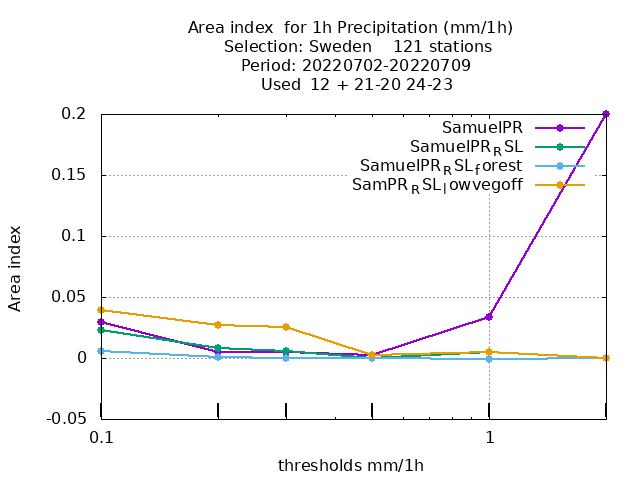 Area index  for 1h Precipitation (mm/1h)
Selection: Sweden    121 stations
Period: 20220702-20220709
Used  12 + 21-20 24-23
0.2
0.15
0.1
0.05
0
-0.05
0.1
1
Area index
thresholds mm/1h
SamuelPR
SamuelPR_RSL
SamuelPR_RSL_forest
SamPR_RSL_lowvegoff